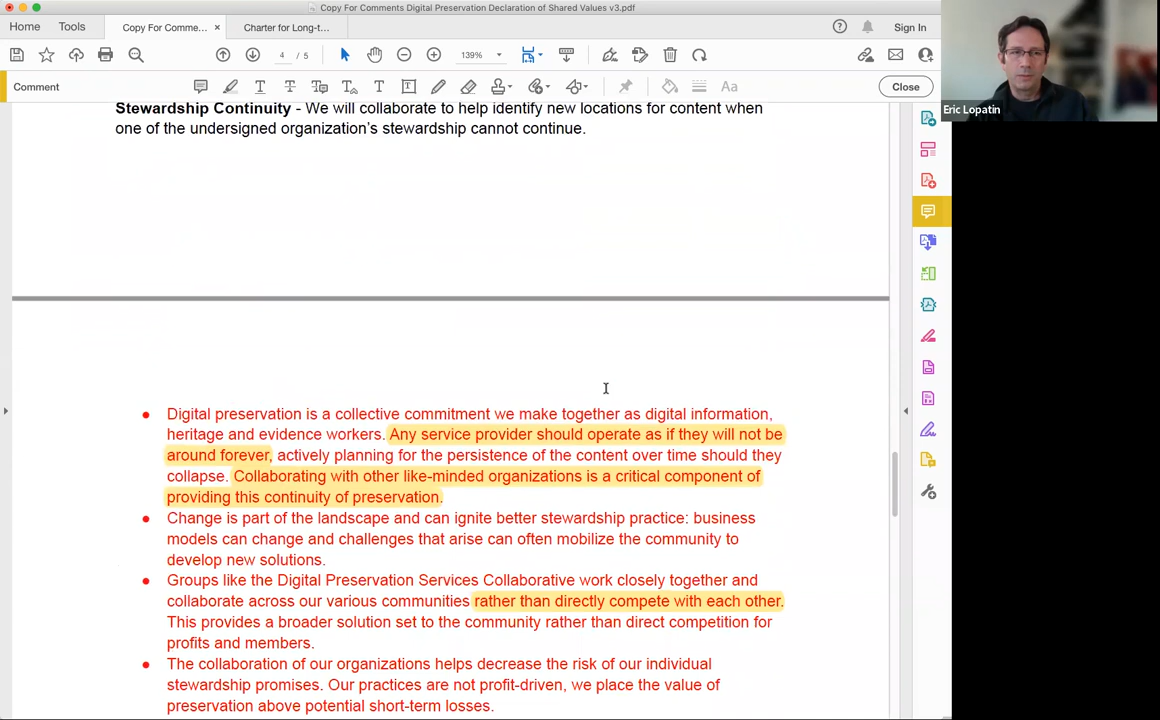 Copy For Comments Digital Preservation Declaration of Shared Values v3.pdf
Home Tools Copy For Comme... × Charter for Long-t... Sign In
4 / 5 139%
Comment Aa Close
Eric Lopatin
Stewardship Continuity - We will collaborate to help identify new locations for content when
one of the undersigned organization's stewardship cannot continue.
● Digital preservation is a collective commitment we make together as digital information,
heritage and evidence workers. Any service provider should operate as if they will not be
around forever, actively planning for the persistence of the content over time should they
collapse. Collaborating with other like-minded organizations is a critical component of
providing this continuity of preservation.
● Change is part of the landscape and can ignite better stewardship practice: business
models can change and challenges that arise can often mobilize the community to
develop new solutions.
● Groups like the Digital Preservation Services Collaborative work closely together and
collaborate across our various communities rather than directly compete with each other.
This provides a broader solution set to the community rather than direct competition for
profits and members.
● The collaboration of our organizations helps decrease the risk of our individual
stewardship promises. Our practices are not profit-driven, we place the value of
preservation above potential short-term losses.